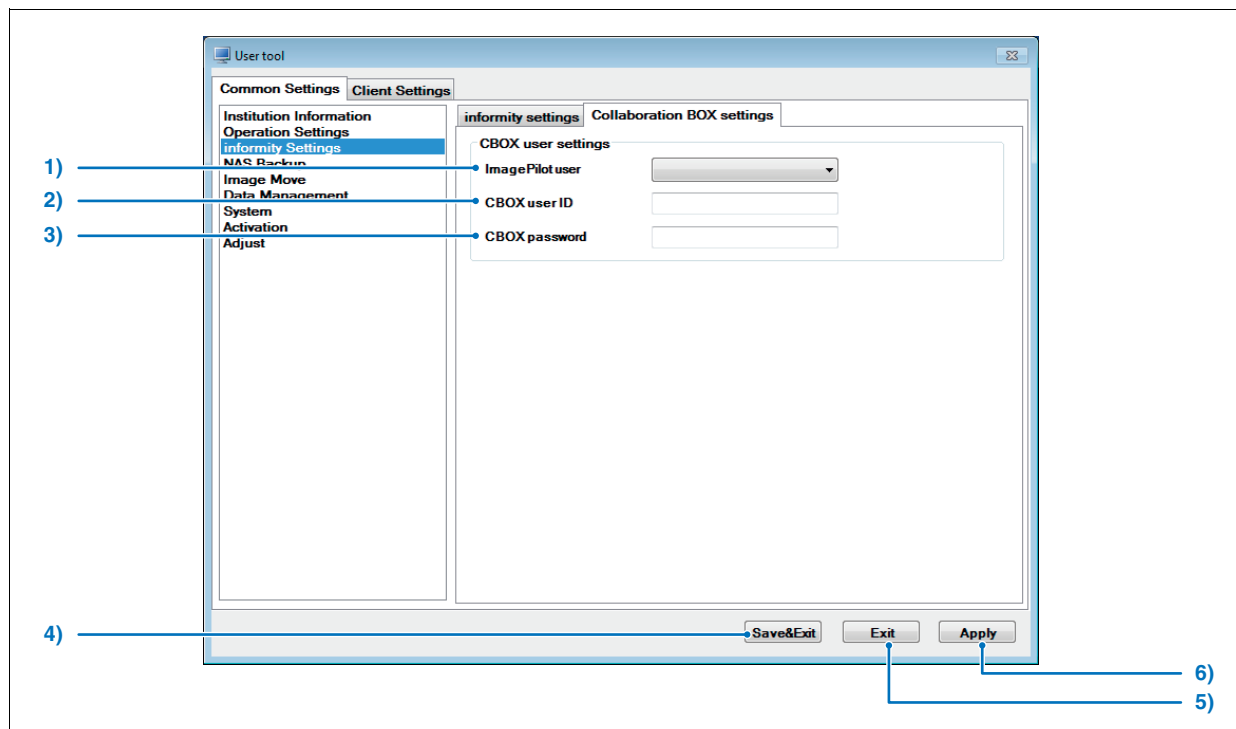 User tool
Common Settings Client Settings
Institution Information
Operation Settings
informity Settings
NAS Backup
Image Move
Data Management
System
Activation
Adjust
informity settings Collaboration BOX settings
CBOX user settings
ImagePilot user
CBOX user ID
CBOX password
1)
2)
3)
4)
Save&Exit Exit Apply
6)
5)